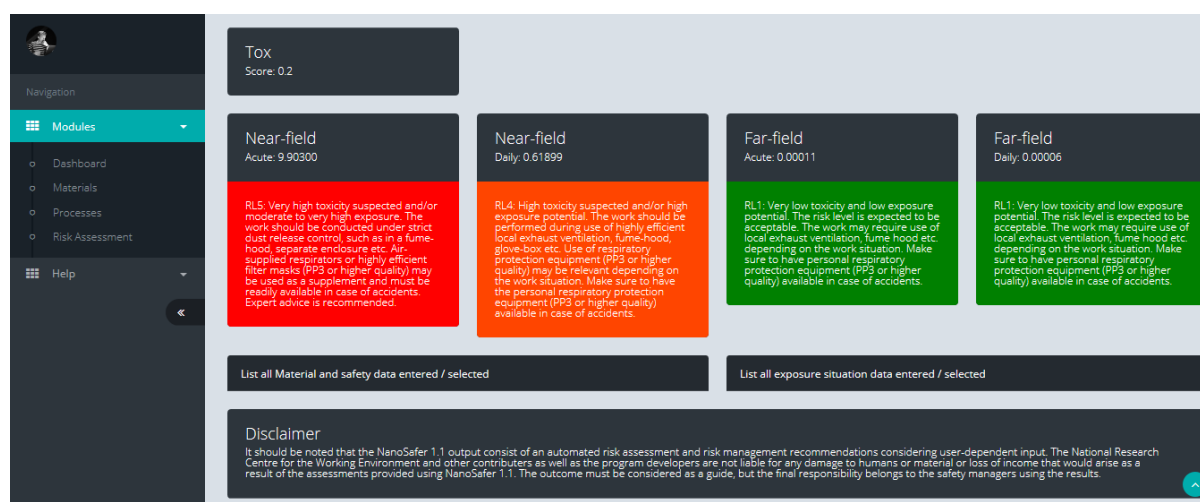 Navigation
Modules
Dashboard
Materials
Processes
Risk Assessment
Help
Tox
Score: 0.2
Near-field
Acute: 9.90300
RL5: Very high toxicity suspected and/or
moderate to very high exposure. The
work should be conducted under strict
dust release control, such as in a fume-
hood, separate enclosure etc. Air-
supplied respirators or highly efficient
filter masks (PP3 or higher quality) may
be used as a supplement and must be
readily available in case of accidents.
Expert advice is recommended.
Near-field
Daily: 0.61899
RL4: High toxicity suspected and/or high
exposure potential. The work should be
performed during use of highly efficient
local exhaust ventilation, fume-hood,
glove-box etc. Use of respiratory
protection equipment (PP3 or higher
quality) may be relevant depending on
the work situation. Make sure to have
the personal respiratory protection
equipment (PP3 or higher quality)
available in case of accidents.
Far-field
Acute: 0.00011
RL1: Very low toxicity and low exposure
potential. The risk level is expected to be
acceptable. The work may require use of
local exhaust ventilation, fume hood etc.
depending on the work situation. Make
sure to have personal respiratory
protection equipment (PP3 or higher
quality) available in case of accidents.
Far-field
Daily: 0.00006
RL1: Very low toxicity and low exposure
potential. The risk level is expected to be
acceptable. The work may require use of
local exhaust ventilation, fume hood etc.
depending on the work situation. Make
sure to have personal respiratory
protection equipment (PP3 or higher
quality) available in case of accidents.
List all Material and safety data entered / selected
List all exposure situation data entered / selected
Disclaimer
It should be noted that the NanoSafer 1.1 output consist of an automated risk assessment and risk management recommendations considering user-dependent input. The National Research
Centre for the Working Environment and other contributers as well as the program developers are not liable for any damage to humans or material or loss of income that would arise as a
result of the assessments provided using NanoSafer 1.1. The outcome must be considered as a guide, but the final responsibility belongs to the safety managers using the results.